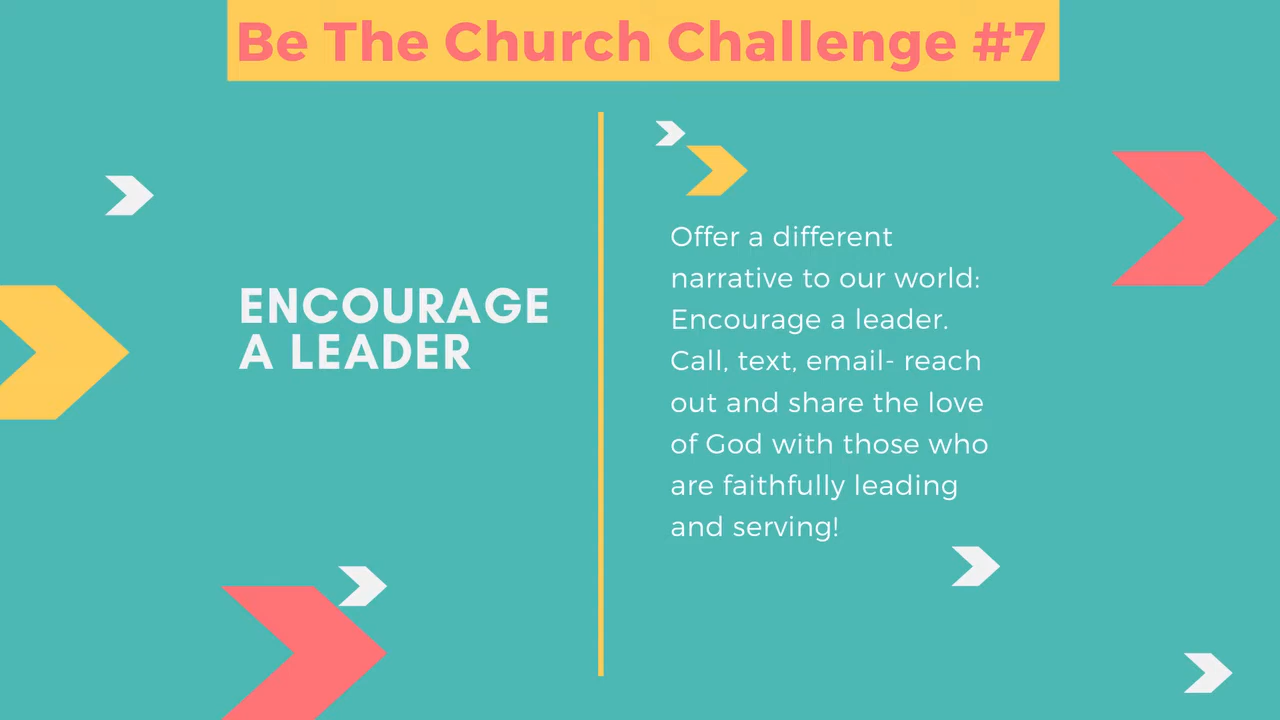 Be The Church Challenge #7
ENCOURAGE
A LEADER
Offer a different
narrative to our world:
Encourage a leader.
Call, text, email- reach
out and share the love
of God with those who
are faithfully leading
and serving!